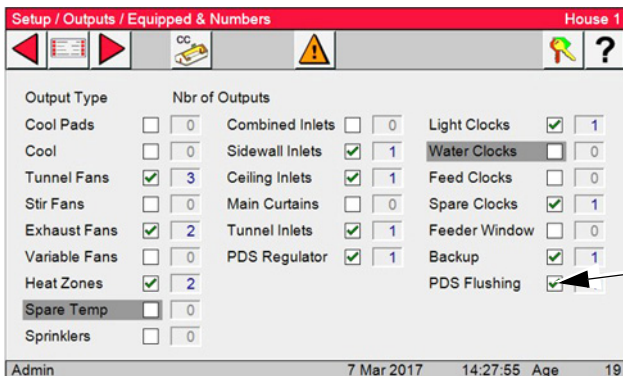 Setup / Outputs / Equipped & Numbers House 1
CC
?
Output Type Nbr of Outputs
Cool Pads 0 Combined Inlets 0 Light Clocks 1
Cool 0 Sidewall Inlets 1 Water Clocks 0
Tunnel Fans 3 Ceiling Inlets 1 Feed Clocks 0
Stir Fans 0 Main Curtains 0 Spare Clocks 1
Exhaust Fans 2 Tunnel Inlets 1 Feeder Window 0
Variable Fans 0 PDS Regulator 1 Backup 1
Heat Zones 2 PDS Flushing
Spare Temp 0
Sprinklers 0
Admin 7 Mar 2017 14:27:55 Age 19